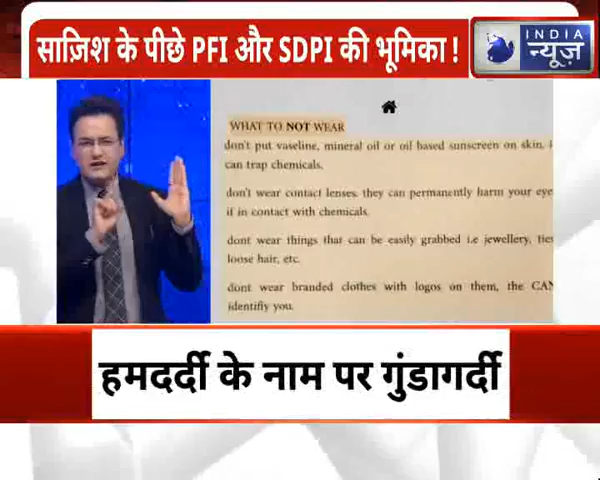 साज़िश के पीछे PFI और SDPI की भूमिका !
INDIA
न्यूज़
WHAT TO NOT WEAR
don't put vaseline, mineral oil or oil based sunscreen on skin,
can trap chemicals.
don't wear contact lenses, they can permanently harm your eye
if in contact with chemicals.
dont wear things that can be easily grabbed i.e jewellery, ties
loose hair, etc.
dont wear branded clothes with logos on them, the CAN
identifiy you.
हमदर्दी के नाम पर गुंडागर्दी